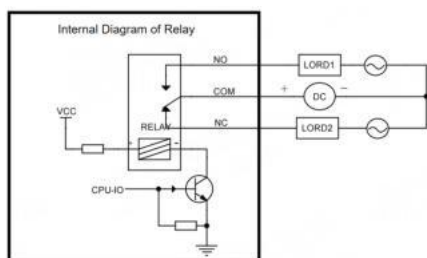 Internal Diagram of Relay
NO
LORD1
COM
+
DC
−
VCC
RELAY
NC
LORD2
+
-
CPU-IO